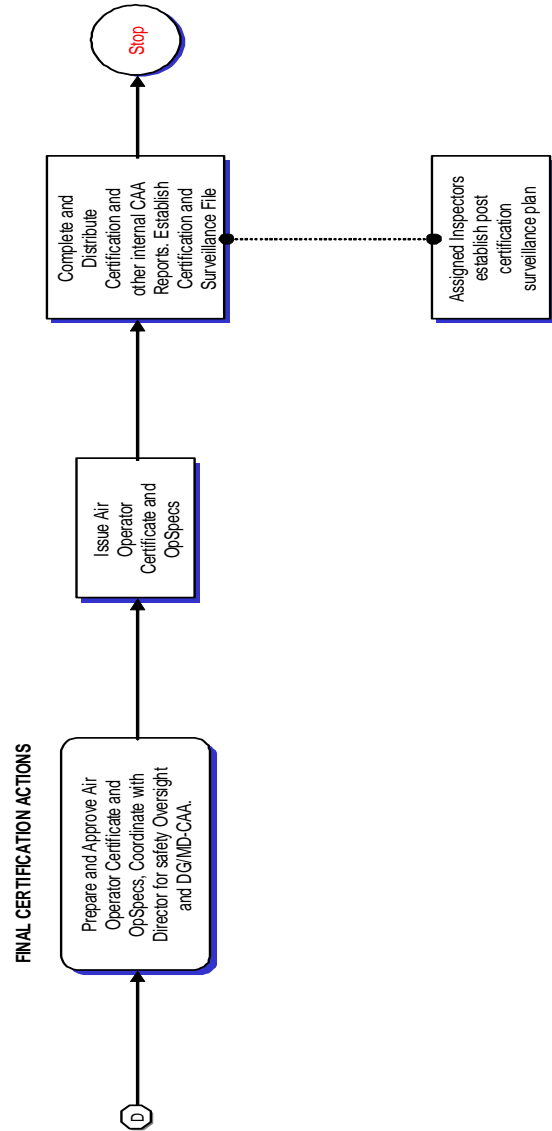 FINAL CERTIFICATION ACTIONS
D
Prepare and Approve Air
Operator Certificate and
OpSpecs, Coordinate with
Director for safety Oversight
and DG/MD-CAA.
Issue Air
Operator
Certificate and
OpSpecs
Complete and
Distribute
Certification and
other internal CAA
Reports. Establish
Certification and
Surveillance File
Stop
Assigned Inspectors
establish post
certification
surveillance plan